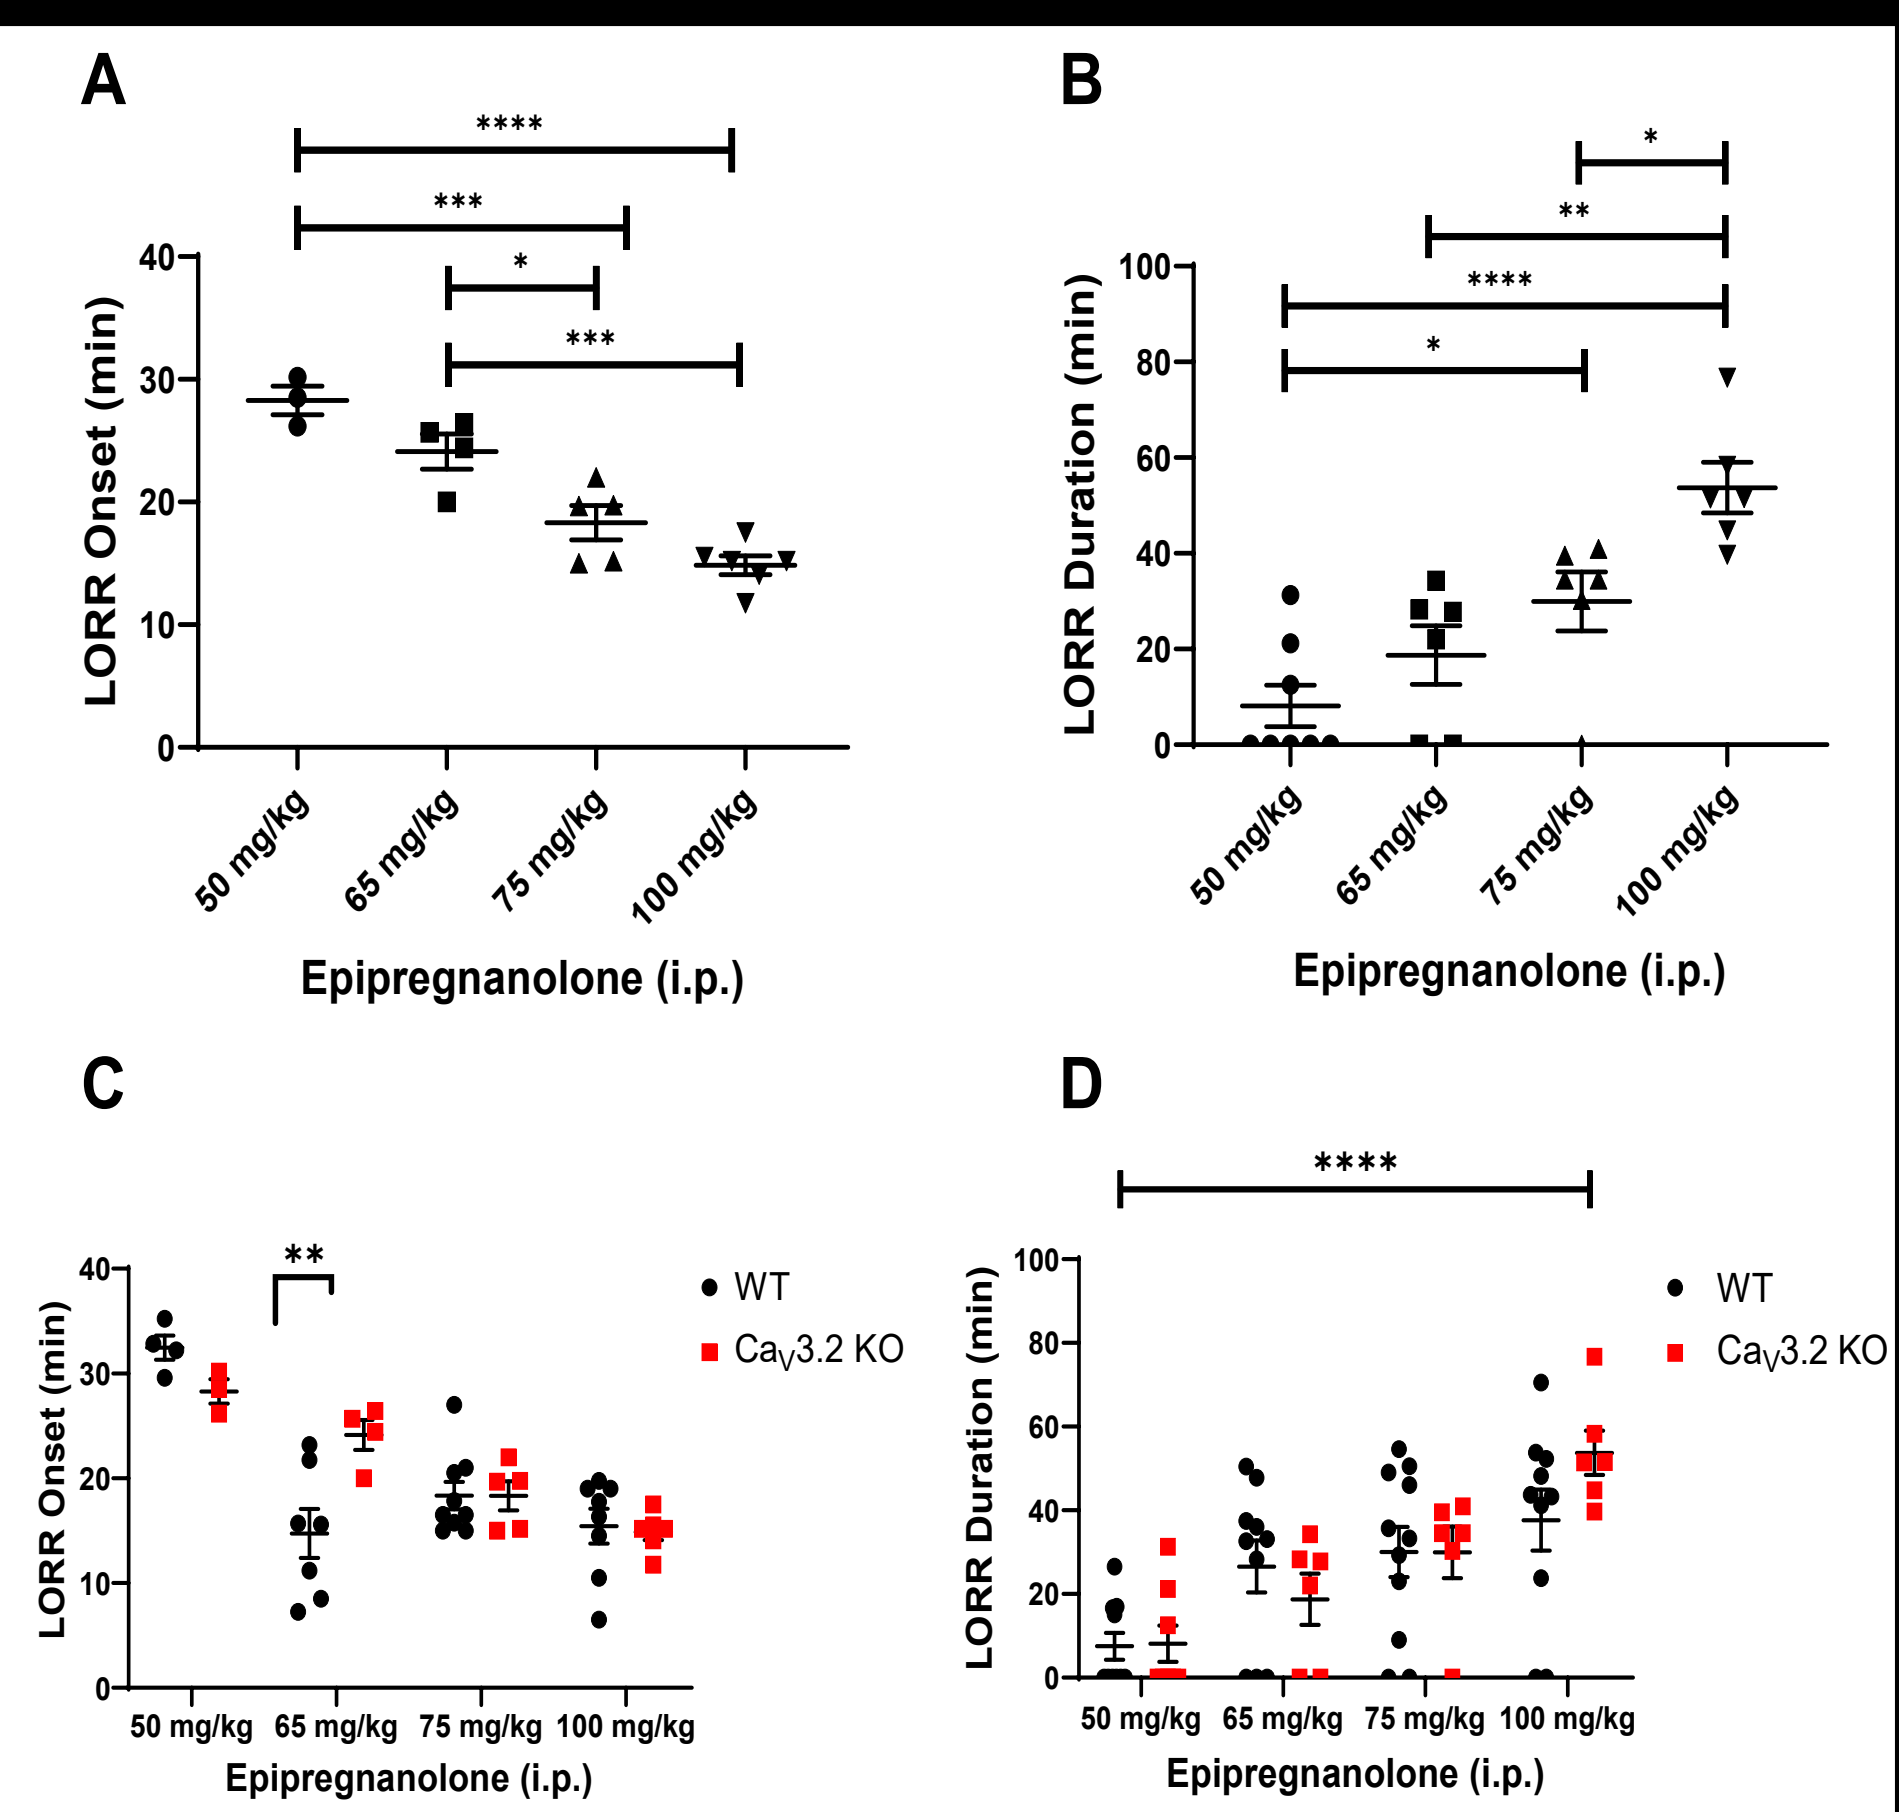 A
****
***
*
***
40
30
20
10
0
LORR Onset (min)
50 mg/kg
65 mg/kg
75 mg/kg
100 mg/kg
Epipregnanolone (i.p.)
B
*
**
****
*
100
80
60
40
20
0
LORR Duration (min)
50 mg/kg
65 mg/kg
75 mg/kg
100 mg/kg
Epipregnanolone (i.p.)
C
**
40
30
20
10
0
LORR Onset (min)
WT
CaV3.2 KO
50 mg/kg
65 mg/kg
75 mg/kg
100 mg/kg
Epipregnanolone (i.p.)
D
****
100
80
60
40
20
0
LORR Duration (min)
WT
CaV3.2 KO
50 mg/kg
65 mg/kg
75 mg/kg
100 mg/kg
Epipregnanolone (i.p.)